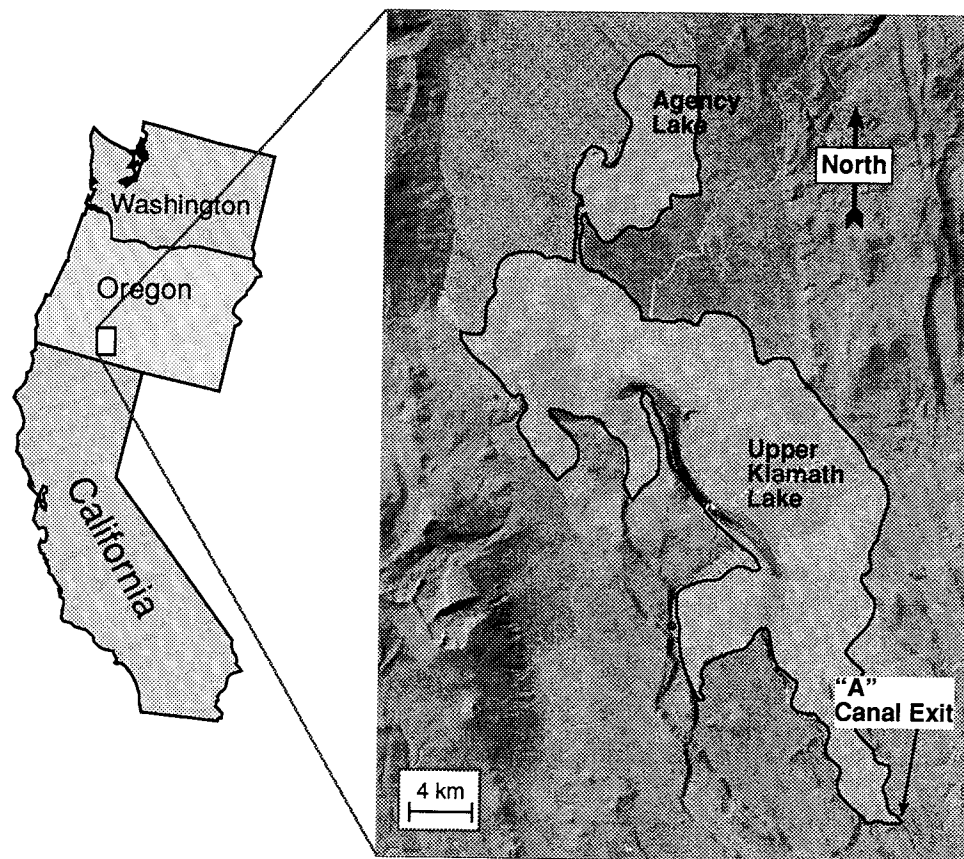 Washington
Oregon
California
Agency
Lake
North
Upper
Klamath
Lake
“A”
Canal Exit
4 km